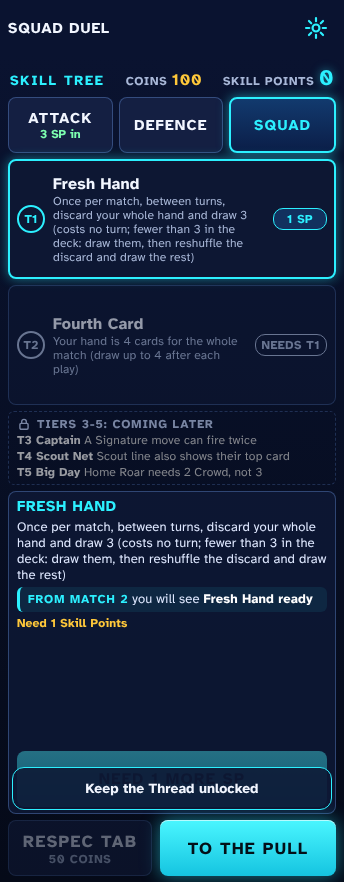 SQUAD DUEL
SKILL TREE COINS 100 SKILL POINTS 0
ATTACK
3 SP in
DEFENCE
SQUAD
T1
Fresh Hand
Once per match, between turns,
discard your whole hand and draw 3
(costs no turn; fewer than 3 in the
deck: draw them, then reshuffle the
discard and draw the rest)
1 SP
T2
Fourth Card
Your hand is 4 cards for the whole
match (draw up to 4 after each
play)
NEEDS T1
TIERS 3-5: COMING LATER
T3 Captain A Signature move can fire twice
T4 Scout Net Scout line also shows their top card
T5 Big Day Home Roar needs 2 Crowd, not 3
FRESH HAND
Once per match, between turns, discard your whole
hand and draw 3 (costs no turn; fewer than 3 in the
deck: draw them, then reshuffle the discard and draw
the rest)
FROM MATCH 2 you will see Fresh Hand ready
Need 1 Skill Points
NEED 1 MORE SP
Keep the Thread unlocked
RESPEC TAB
50 COINS
TO THE PULL